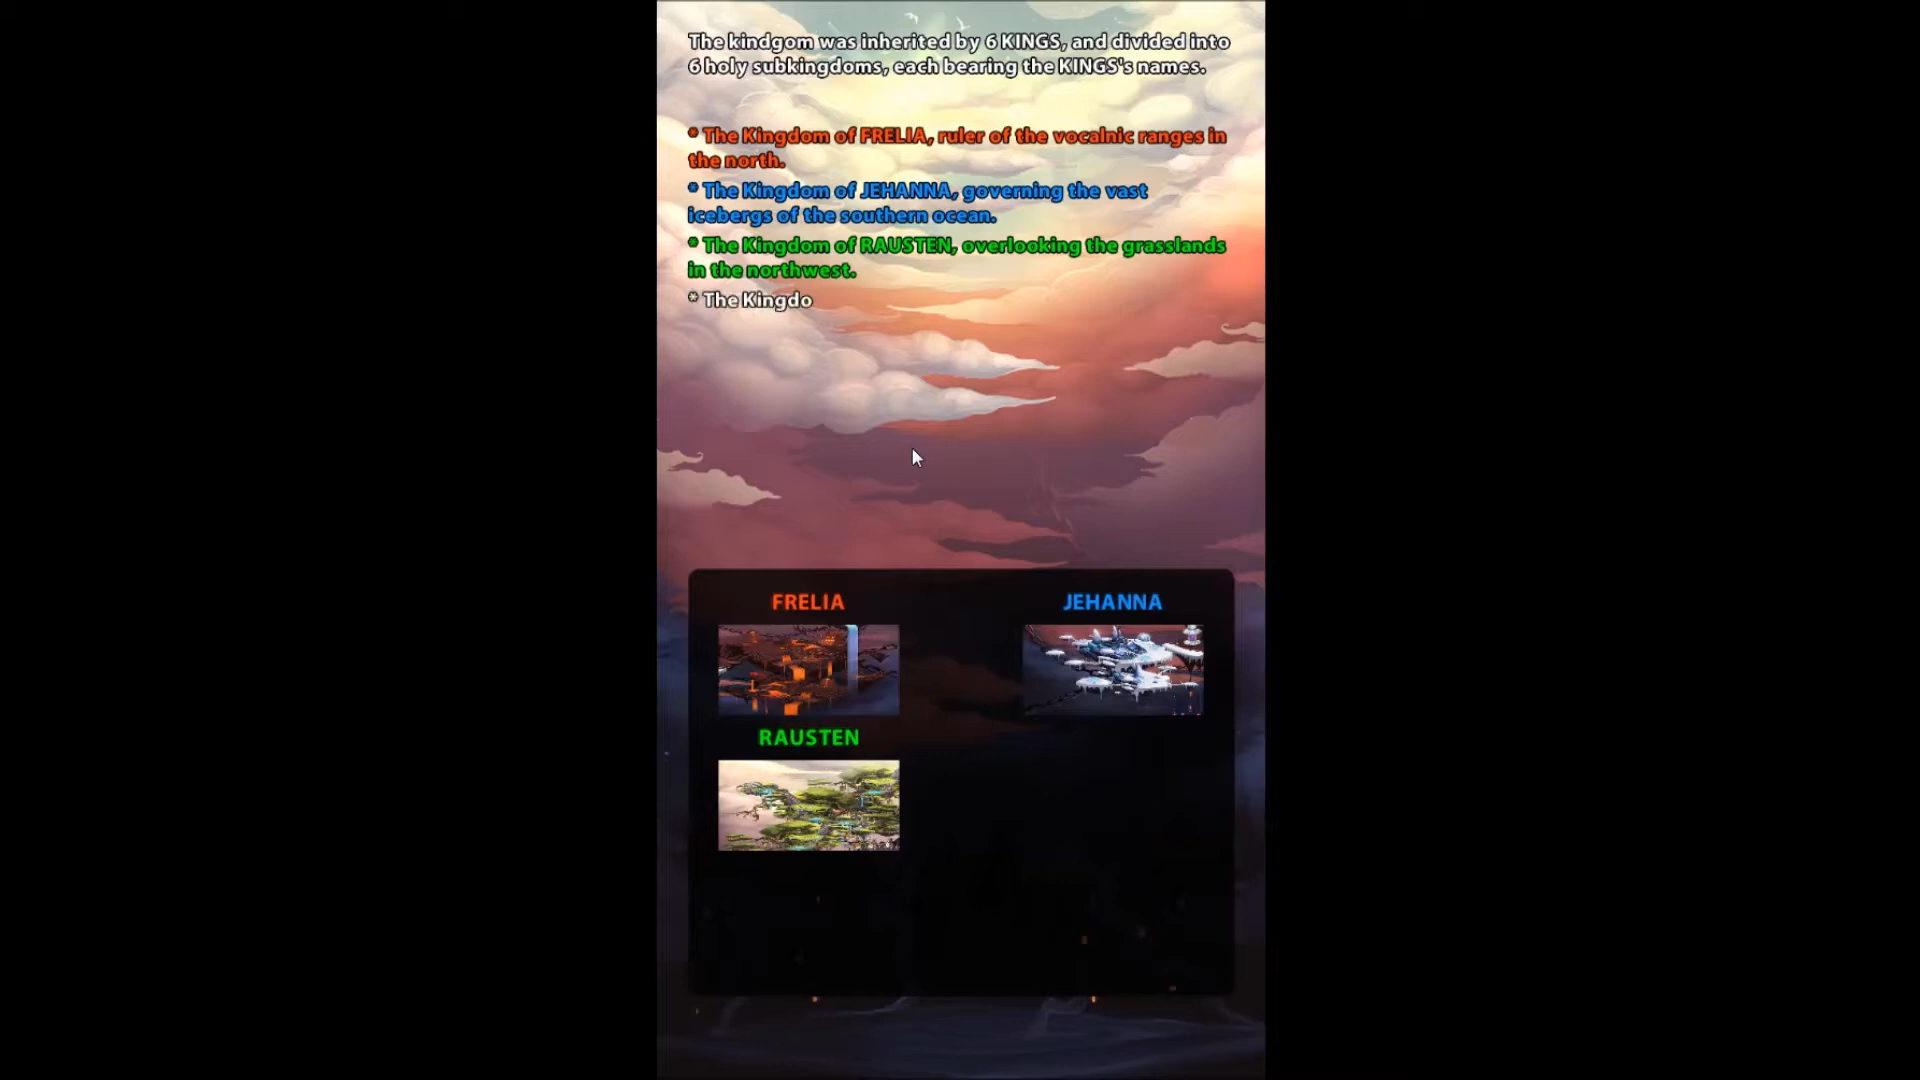 The kindgom was inherited by 6 KINGS, and divided into
6 holy subkingdoms, each bearing the KINGS's names.
* The Kingdom of FRELIA, ruler of the vocalnic ranges in
the north.
* The Kingdom of JEHANNA, governing the vast
icebergs of the southern ocean.
* The Kingdom of RAUSTEN, overlooking the grasslands
in the northwest.
* The Kingdo
FRELIA
JEHANNA
RAUSTEN